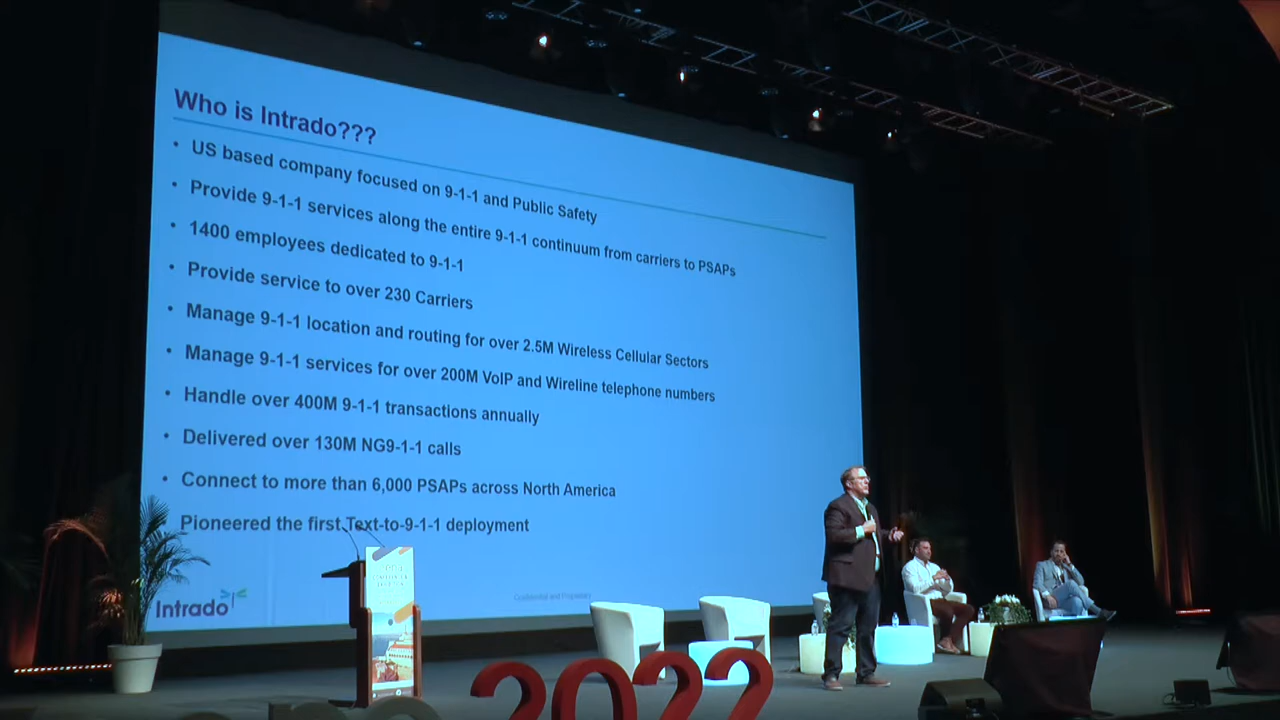 Who is Intrado???
• US based company focused on 9-1-1 and Public Safety
• Provide 9-1-1 services along the entire 9-1-1 continuum from carriers to PSAPs
• 1400 employees dedicated to 9-1-1
• Provide service to over 230 Carriers
• Manage 9-1-1 location and routing for over 2.5M Wireless Cellular Sectors
• Manage 9-1-1 services for over 200M VoIP and Wireline telephone numbers
• Handle over 400M 9-1-1 transactions annually
• Delivered over 130M NG9-1-1 calls
• Connect to more than 6,000 PSAPs across North America
Pioneered the first Text-to-9-1-1 deployment
Intrado
Confidential and Proprietary
2022